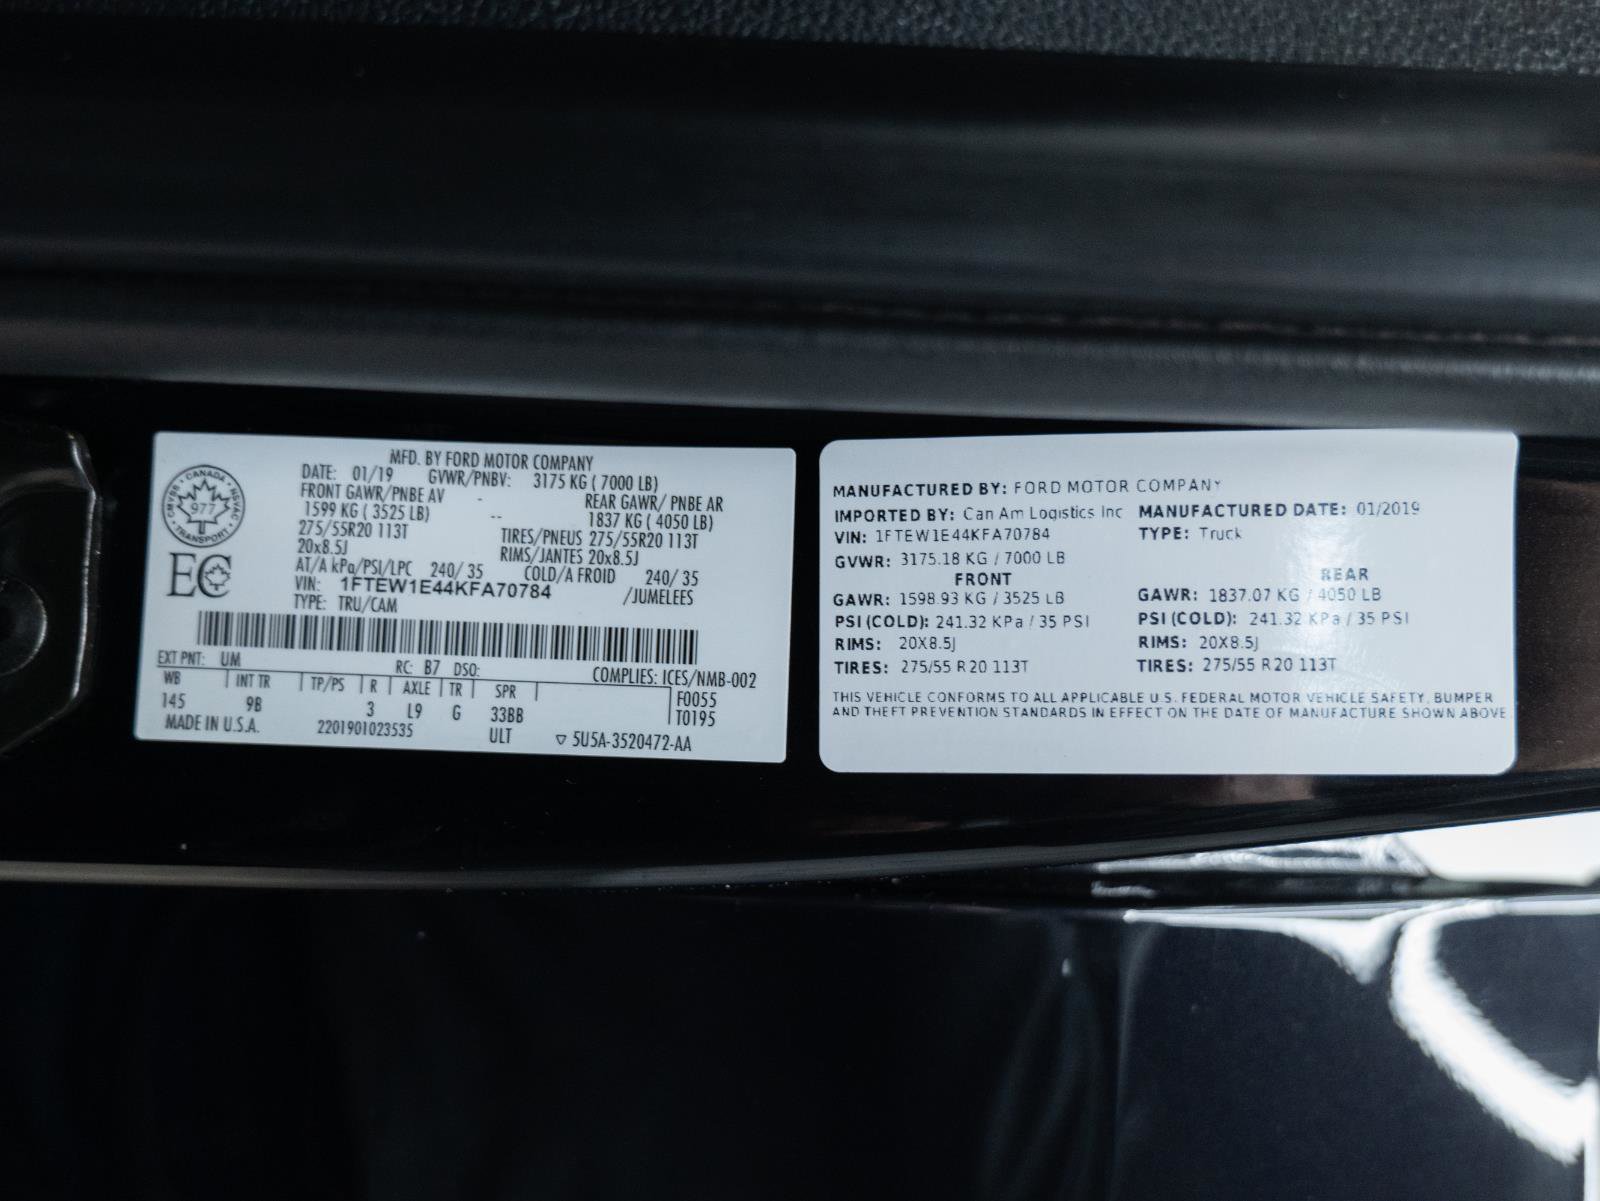 MFD. BY FORD MOTOR COMPANY
DATE: 01/19 GVWR/PNBV: 3175 KG ( 7000 LB)
FRONT GAWR/PNBE AV - REAR GAWR/ PNBE AR
1599 KG ( 3525 LB) -- 1837 KG ( 4050 LB)
275/55R20 113T TIRES/PNEUS 275/55R20 113T
20x8.5J RIMS/JANTES 20x8.5J
AT/A kPa/PSI/LPC 240/ 35 COLD/A FROID 240/ 35
VIN: 1FTEW1E44KFA70784 /JUMELEES
TYPE: TRU/CAM
CANADA
CMVSS NSVAC
977
TRANSPORT
EC
EXT PNT: UM RC: B7 DSO: COMPLIES: ICES/NMB-002
WB INT TR TP/PS R AXLE TR SPR F0055
145 9B 3 L9 G 33BB T0195
MADE IN U.S.A. 2201901023535 ULT ▽ 5U5A-3520472-AA
MANUFACTURED BY: FORD MOTOR COMPANY
IMPORTED BY: Can Am Logistics Inc MANUFACTURED DATE: 01/2019
VIN: 1FTEW1E44KFA70784 TYPE: Truck
GVWR: 3175.18 KG / 7000 LB
FRONT REAR
GAWR: 1598.93 KG / 3525 LB GAWR: 1837.07 KG / 4050 LB
PSI (COLD): 241.32 KPa / 35 PSI PSI (COLD): 241.32 KPa / 35 PSI
RIMS: 20X8.5J RIMS: 20X8.5J
TIRES: 275/55 R20 113T TIRES: 275/55 R20 113T
THIS VEHICLE CONFORMS TO ALL APPLICABLE U.S. FEDERAL MOTOR VEHICLE SAFETY, BUMPER
AND THEFT PREVENTION STANDARDS IN EFFECT ON THE DATE OF MANUFACTURE SHOWN ABOVE